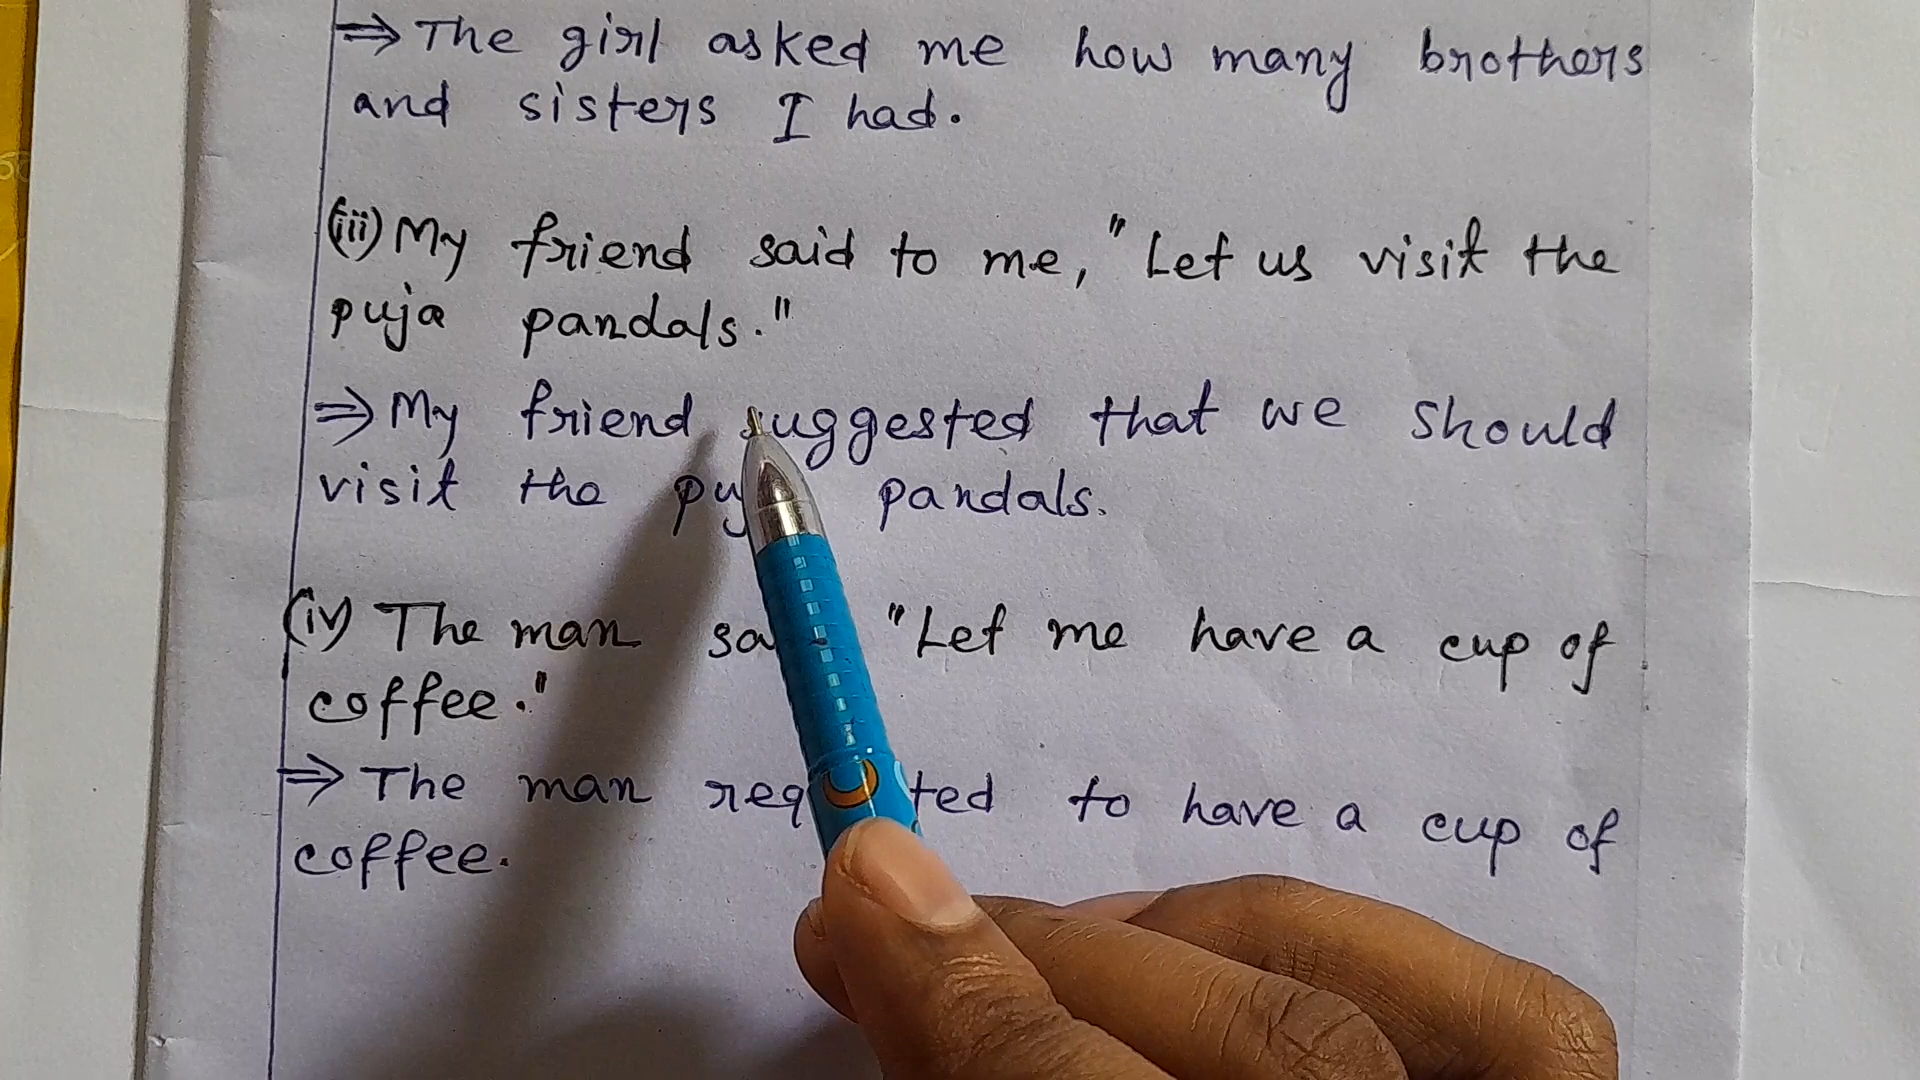 ⇒ The girl asked me how many brothers
and sisters I had.
(iii) My friend said to me, "Let us visit the
puja pandals."
⇒ My friend suggested that we should
visit the pandals.
(iv) The man "Let me have a cup of
coffee."
⇒ The man to have a cup of
coffee.